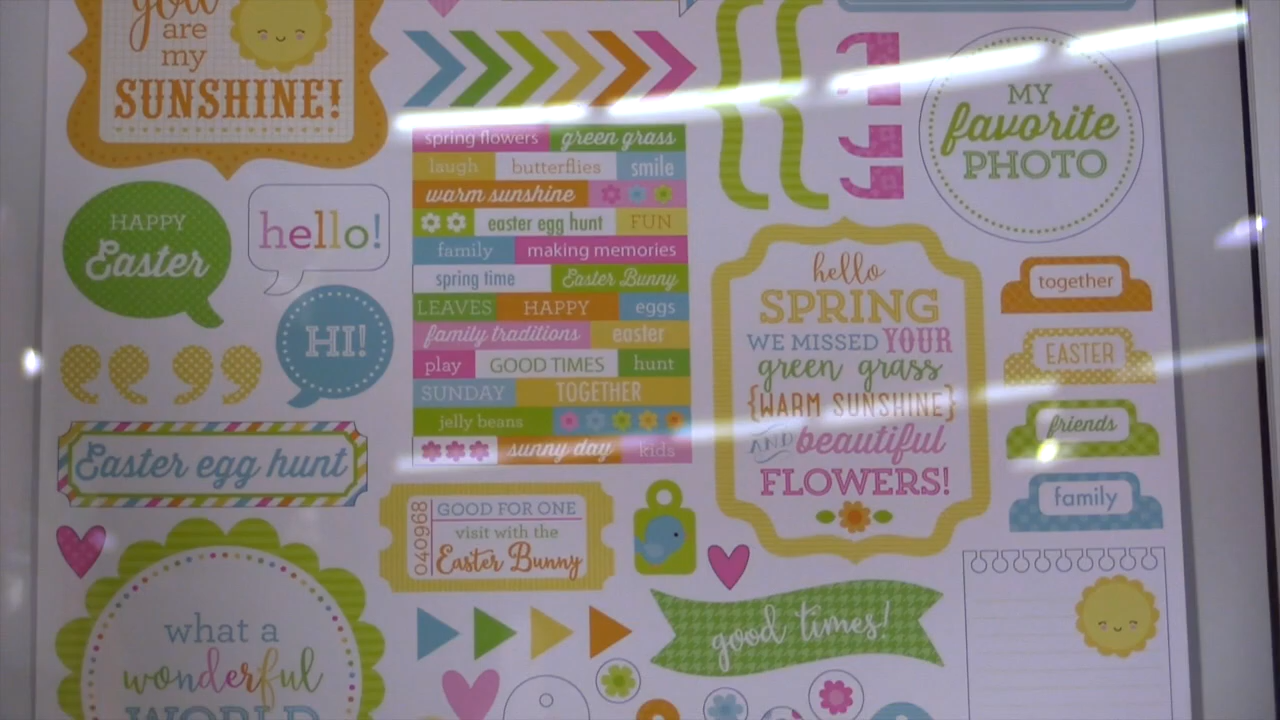 you
are
my
SUNSHINE!
MY
favorite
PHOTO
spring flowers green grass
laugh butterflies smile
warm sunshine
easter egg hunt FUN
family making memories
spring time Easter Bunny
LEAVES HAPPY eggs
family traditions easter
play GOOD TIMES hunt
SUNDAY TOGETHER
jelly beans
sunny day kids
HAPPY
Easter
hello!
HI!
Easter egg hunt
hello
SPRING
WE MISSED YOUR
green grass
{WARM SUNSHINE}
AND beautiful
FLOWERS!
together
EASTER
friends
family
040968
GOOD FOR ONE
visit with the
Easter Bunny
good times!
what a
wonderful
WORLD